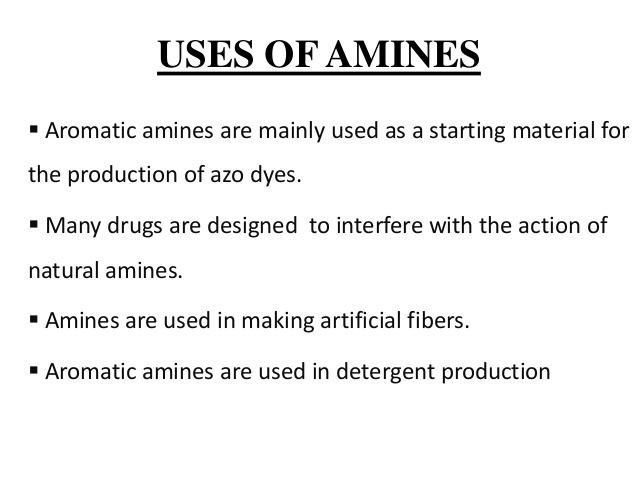 USES OF AMINES
▪ Aromatic amines are mainly used as a starting material for
the production of azo dyes.
▪ Many drugs are designed  to interfere with the action of
natural amines.
▪ Amines are used in making artificial fibers.
▪ Aromatic amines are used in detergent production